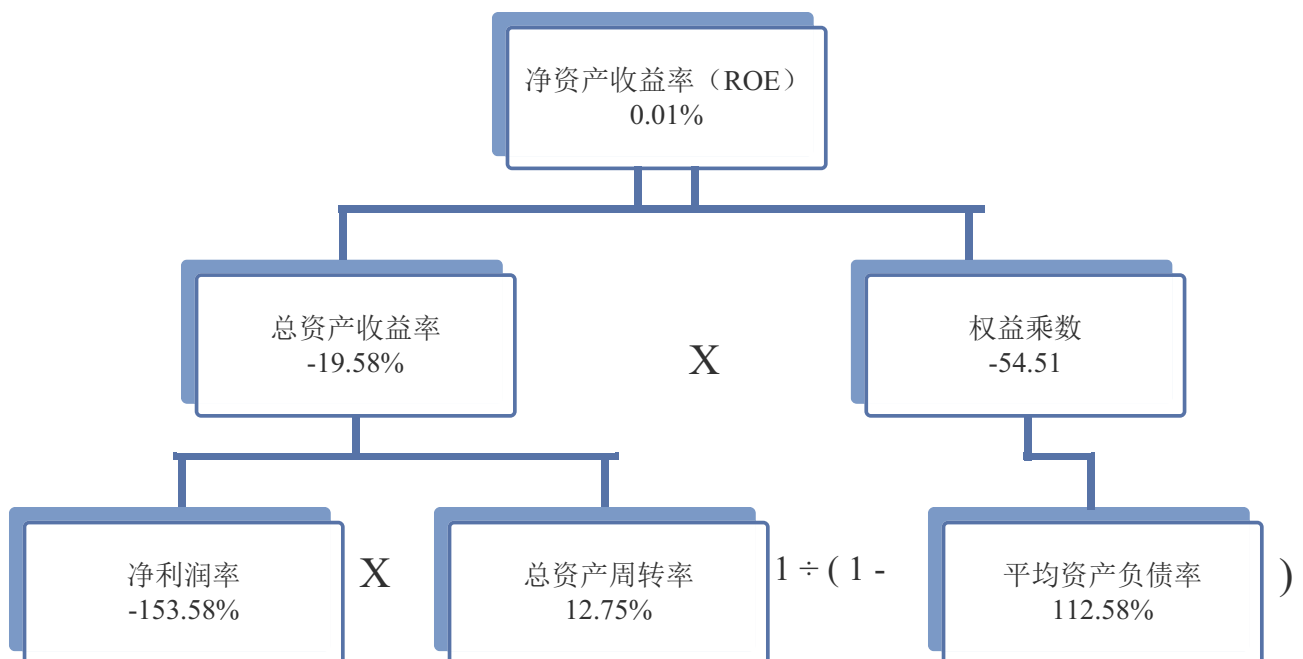 净资产收益率（ROE）
0.01%
总资产收益率
-19.58%
X
权益乘数
-54.51
净利润率
-153.58%
X
总资产周转率
12.75%
1 ÷ ( 1 -
平均资产负债率
112.58%
)